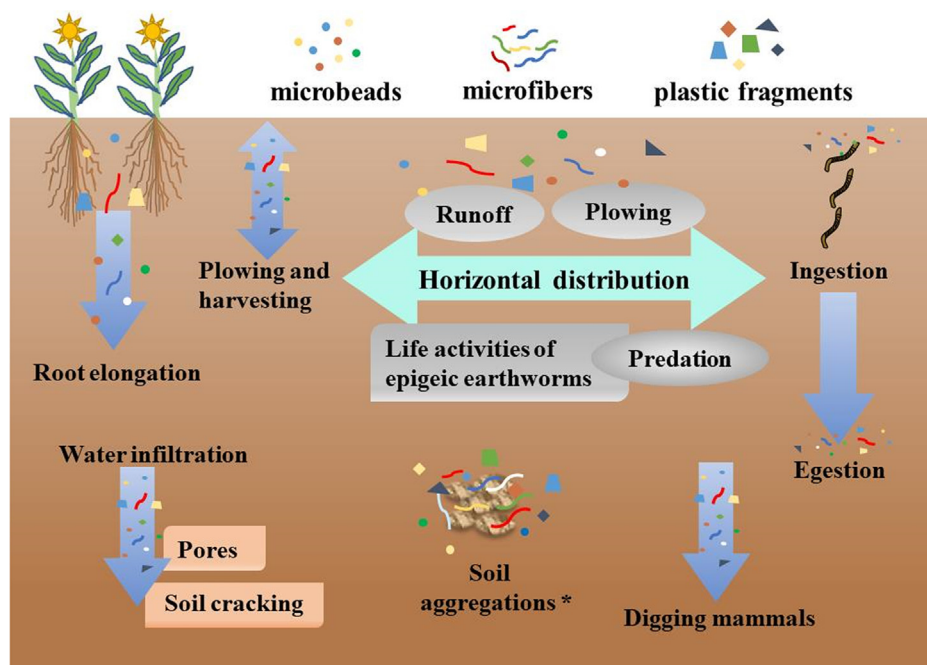 microbeads
microfibers
plastic fragments
Runoff
Plowing
Plowing and
harvesting
Horizontal distribution
Ingestion
Root elongation
Life activities of
epigeic earthworms
Predation
Water infiltration
Egestion
Pores
Soil cracking
Soil
aggregations *
Digging mammals